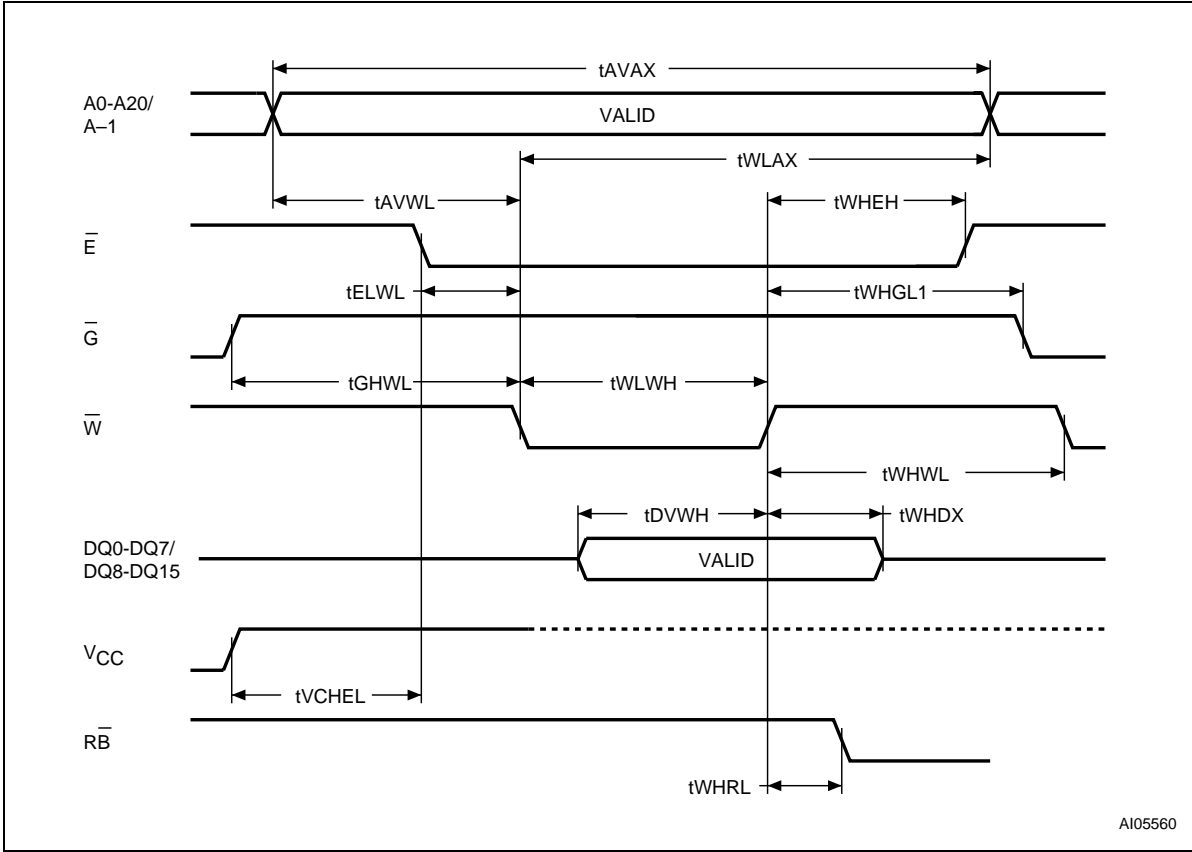 tAVAX
A0-A20/
A–1
VALID
tWLAX
tAVWL
tWHEH
E̅
tELWL
tWHGL1
G̅
tGHWL
tWLWH
W̅
tWHWL
tDVWH
tWHDX
DQ0-DQ7/
DQ8-DQ15
VALID
VCC
tVCHEL
RB̅
tWHRL
AI05560